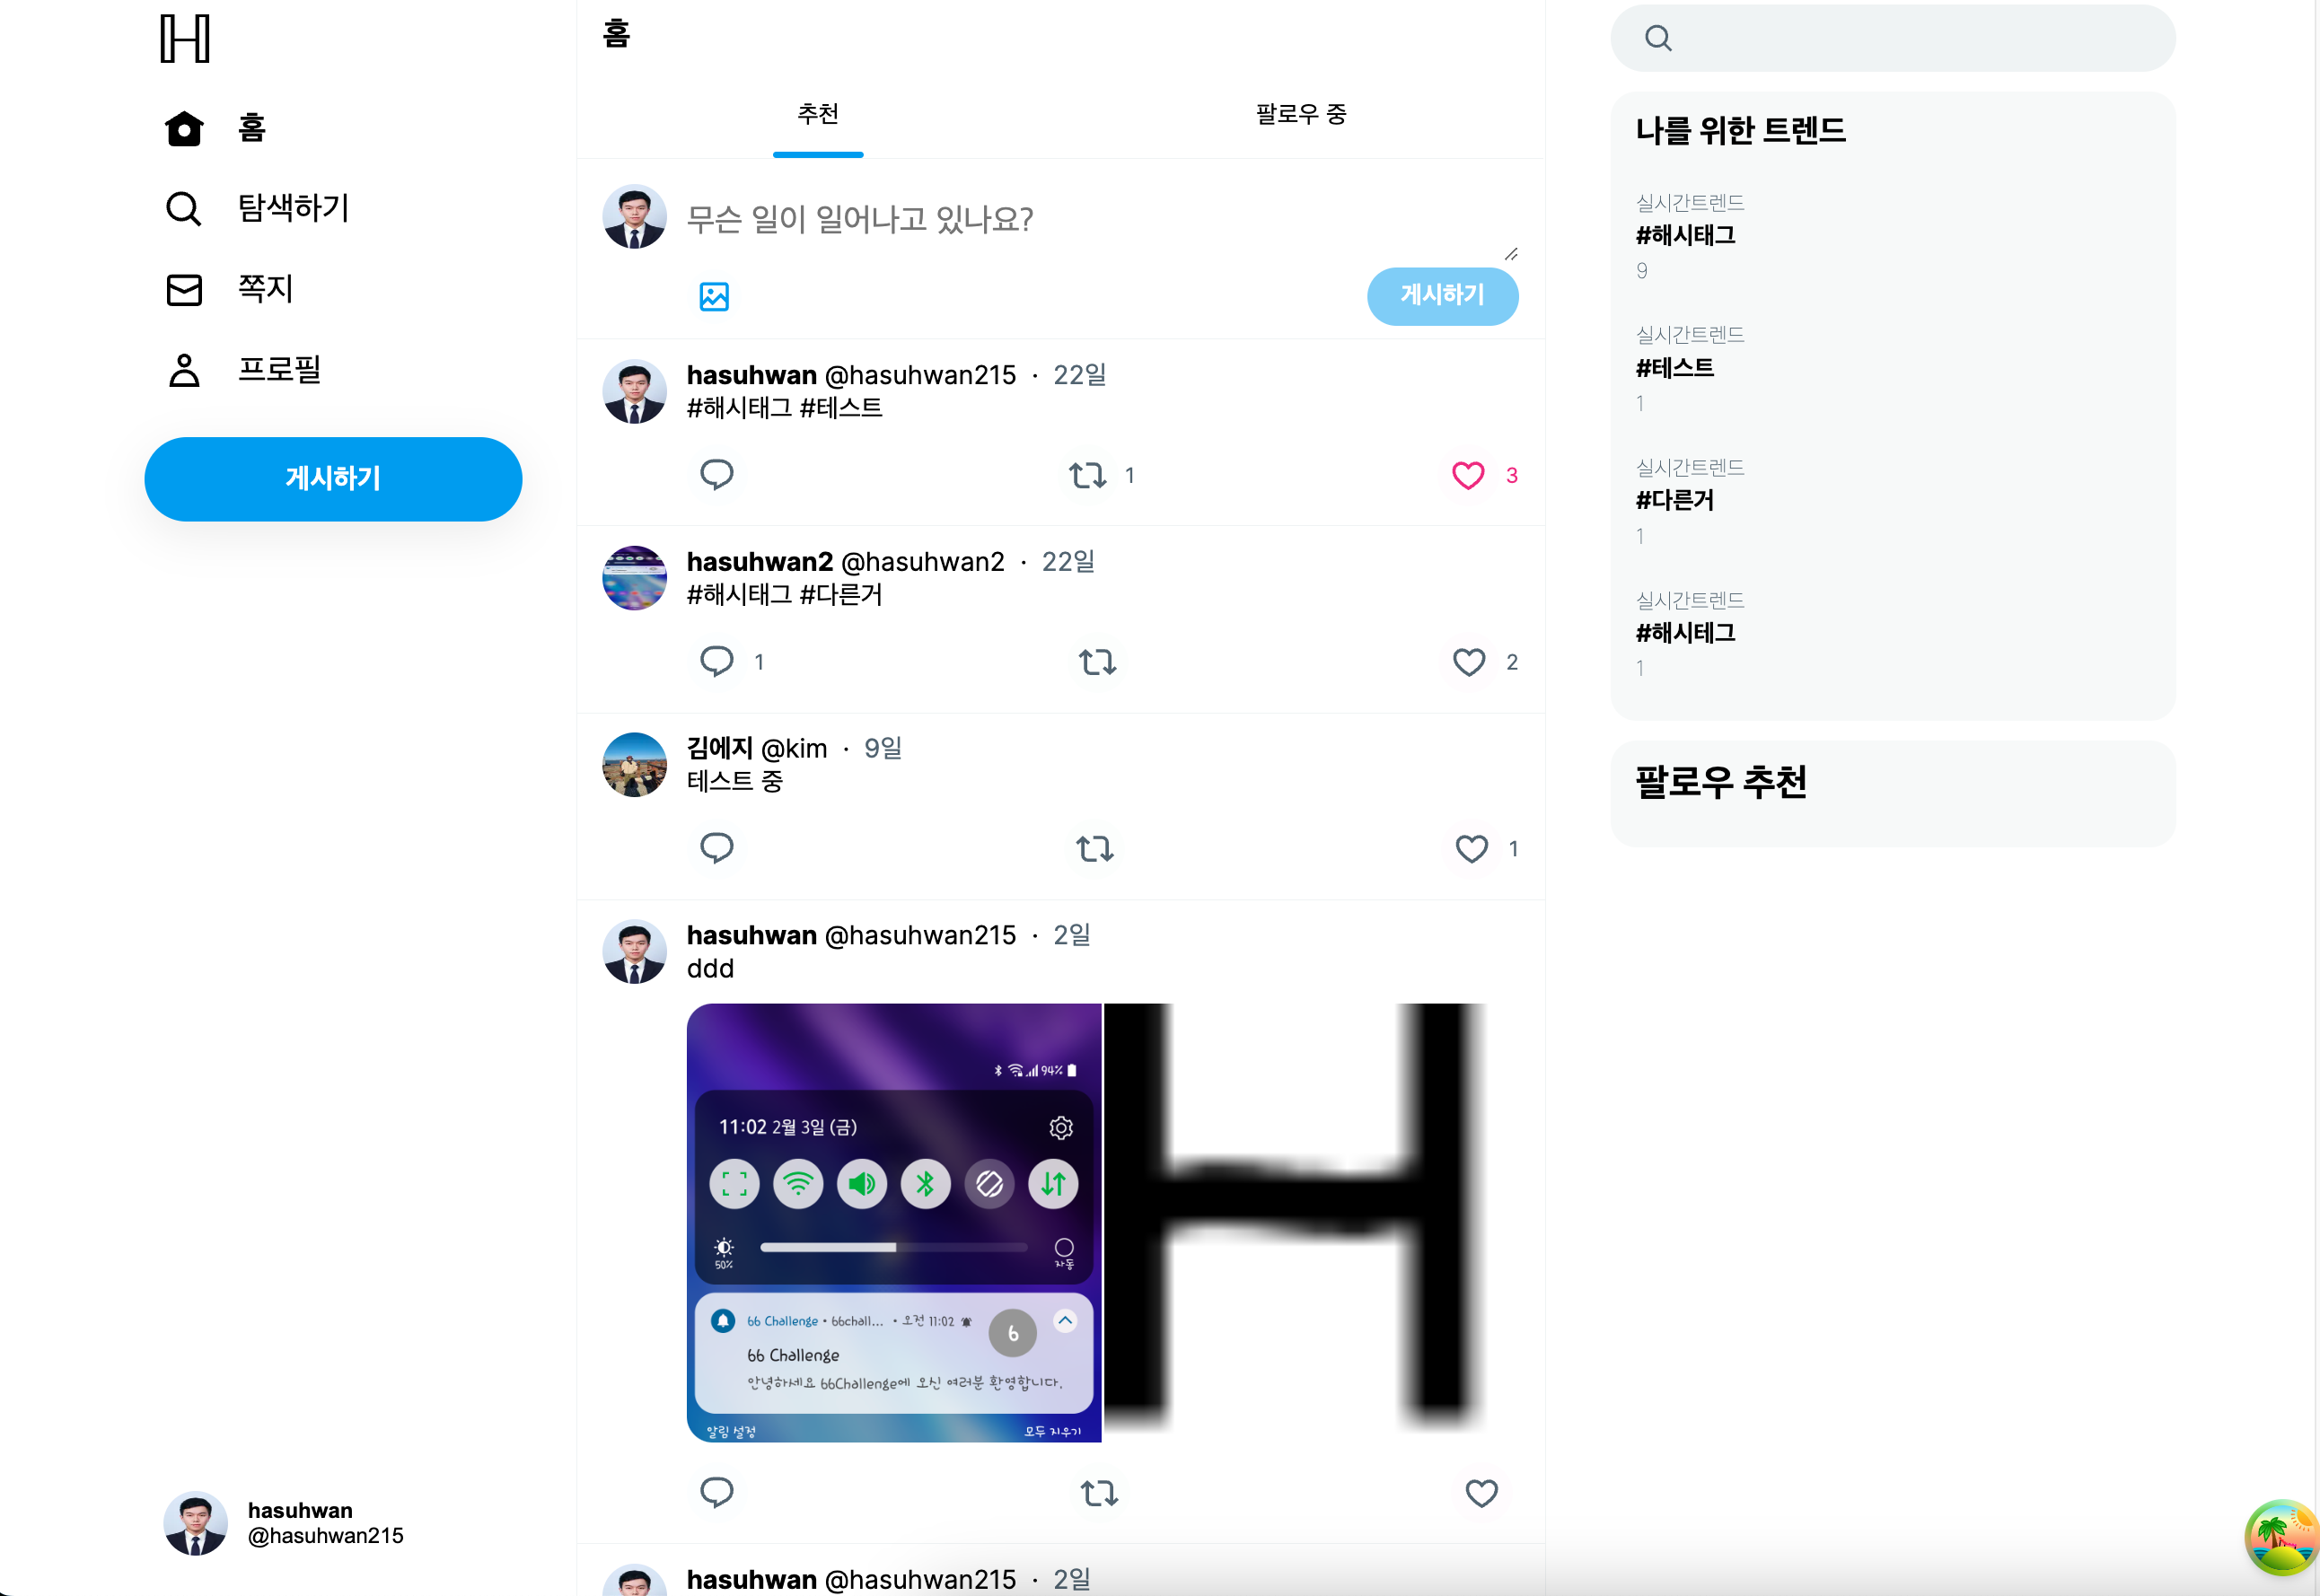 H
홈
탐색하기
쪽지
프로필
게시하기
hasuhwan
@hasuhwan215
홈
추천
팔로우 중
무슨 일이 일어나고 있나요?
게시하기
hasuhwan @hasuhwan215 · 22일
#해시태그 #테스트
1
3
hasuhwan2 @hasuhwan2 · 22일
#해시태그 #다른거
1
2
김에지 @kim · 9일
테스트 중
1
hasuhwan @hasuhwan215 · 2일
ddd
94%
11:02 2월 3일 (금)
50%
자동
66 Challenge • 66chall... • 오전 11:02
6
66 Challenge
안녕하세요 66Challenge에 오신 여러분 환영합니다.
알림 설정
모두 지우기
H
hasuhwan @hasuhwan215 · 2일
나를 위한 트렌드
실시간트렌드
#해시태그
9
실시간트렌드
#테스트
1
실시간트렌드
#다른거
1
실시간트렌드
#해시테그
1
팔로우 추천